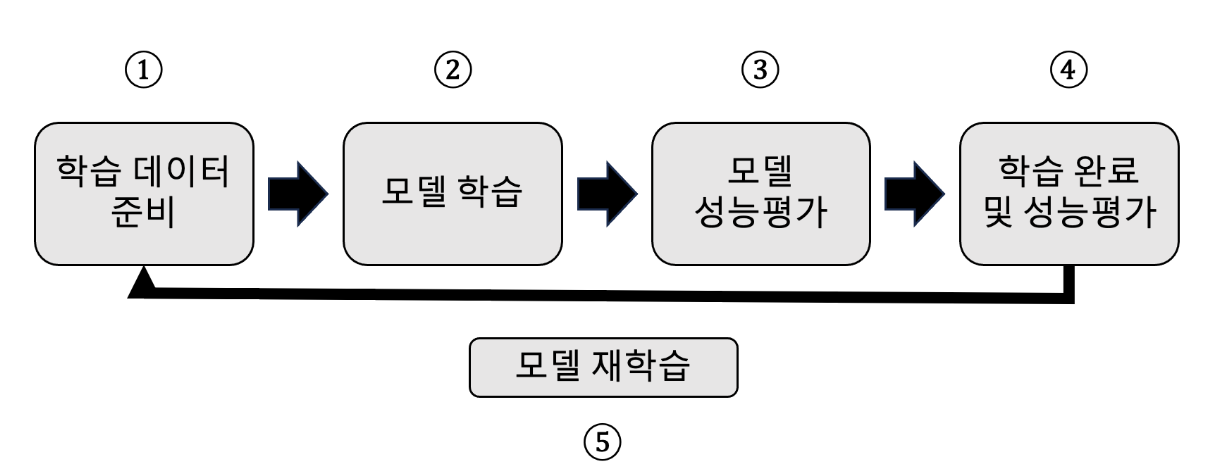 ①
②
③
④
학습 데이터
준비
모델 학습
모델
성능평가
학습 완료
및 성능평가
모델 재학습
⑤